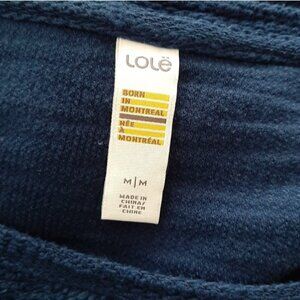 LOLË
BORN
IN
MONTREAL
NÉE
À
MONTRÉAL
M|M
MADE IN
CHINA/
FAIT EN
CHINE